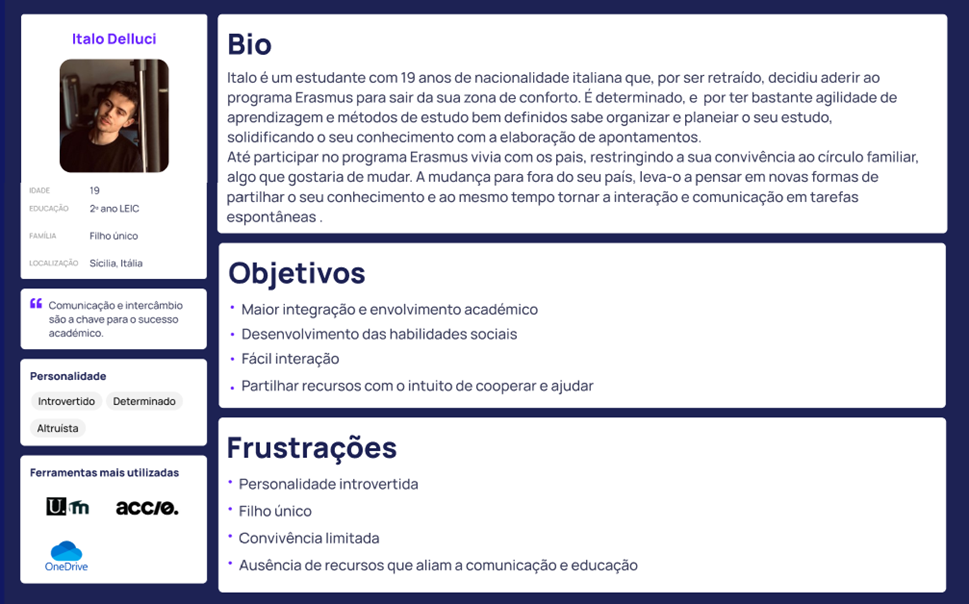 Italo Delluci
IDADE 19
EDUCAÇÃO 2º ano LEIC
FAMÍLIA Filho único
LOCALIZAÇÃO Sícilia, Itália
Comunicação e intercâmbio
são a chave para o sucesso
académico.
Personalidade
Introvertido Determinado
Altruísta
Ferramentas mais utilizadas
U. m acc/o.
OneDrive
Bio
Italo é um estudante com 19 anos de nacionalidade italiana que, por ser retraído, decidiu aderir ao
programa Erasmus para sair da sua zona de conforto. É determinado, e por ter bastante agilidade de
aprendizagem e métodos de estudo bem definidos sabe organizar e planeiar o seu estudo,
solidificando o seu conhecimento com a elaboração de apontamentos.
Até participar no programa Erasmus vivia com os pais, restringindo a sua convivência ao círculo familiar,
algo que gostaria de mudar. A mudança para fora do seu país, leva-o a pensar em novas formas de
partilhar o seu conhecimento e ao mesmo tempo tornar a interação e comunicação em tarefas
espontâneas .
Objetivos
• Maior integração e envolvimento académico
• Desenvolvimento das habilidades sociais
• Fácil interação
• Partilhar recursos com o intuito de cooperar e ajudar
Frustrações
• Personalidade introvertida
• Filho único
• Convivência limitada
• Ausência de recursos que aliam a comunicação e educação